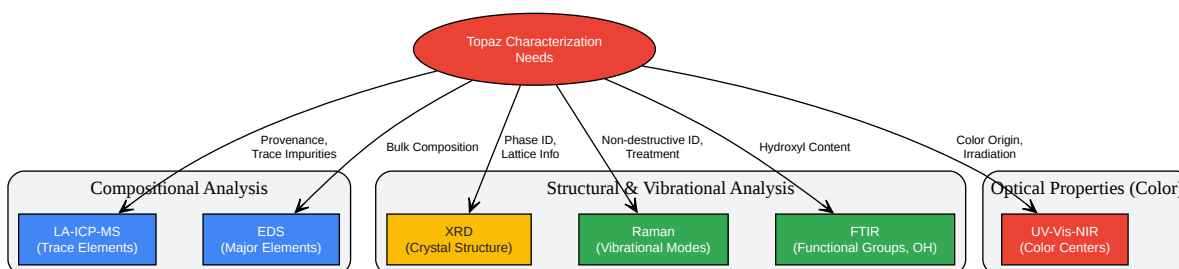 Topaz Characterization
Needs
Provenance,
Trace Impurities
Bulk Composition
Phase ID,
Lattice Info
Non-destructive ID,
Treatment
Hydroxyl Content
Color Origin,
Irradiation
Compositional Analysis
Structural & Vibrational Analysis
Optical Properties (Color)
LA-ICP-MS
(Trace Elements)
EDS
(Major Elements)
XRD
(Crystal Structure)
Raman
(Vibrational Modes)
FTIR
(Functional Groups, OH)
UV-Vis-NIR
(Color Centers)